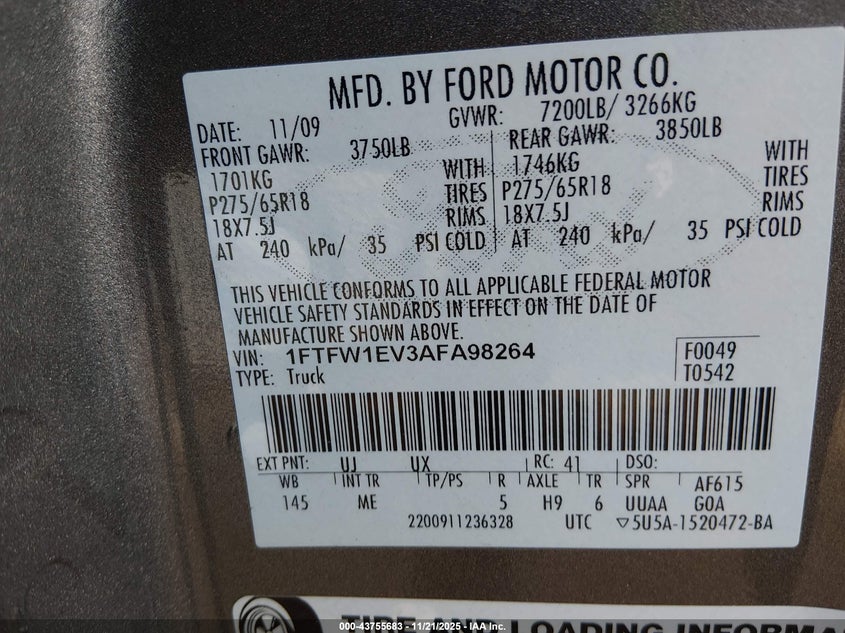 MFD. BY FORD MOTOR CO.
DATE: 11/09 GVWR: 7200LB/ 3266KG
FRONT GAWR: 3750LB REAR GAWR: 3850LB
1701KG WITH 1746KG WITH
P275/65R18 TIRES P275/65R18 TIRES
18X7.5J RIMS 18X7.5J RIMS
AT 240 kPa/ 35 PSI COLD AT 240 kPa/ 35 PSI COLD
THIS VEHICLE CONFORMS TO ALL APPLICABLE FEDERAL MOTOR
VEHICLE SAFETY STANDARDS IN EFFECT ON THE DATE OF
MANUFACTURE SHOWN ABOVE.
VIN: 1FTFW1EV3AFA98264 F0049
TYPE: Truck T0542
EXT PNT: UJ UX RC: 41 DSO:
WB INT TR TP/PS R AXLE TR SPR AF615
145 ME 5 H9 6 UUAA GOA
2200911236328 UTC ▽5U5A-1520472-BA
TIRE AND LOADING INFORMA
000-43755683 - 11/21/2025 - IAA Inc.